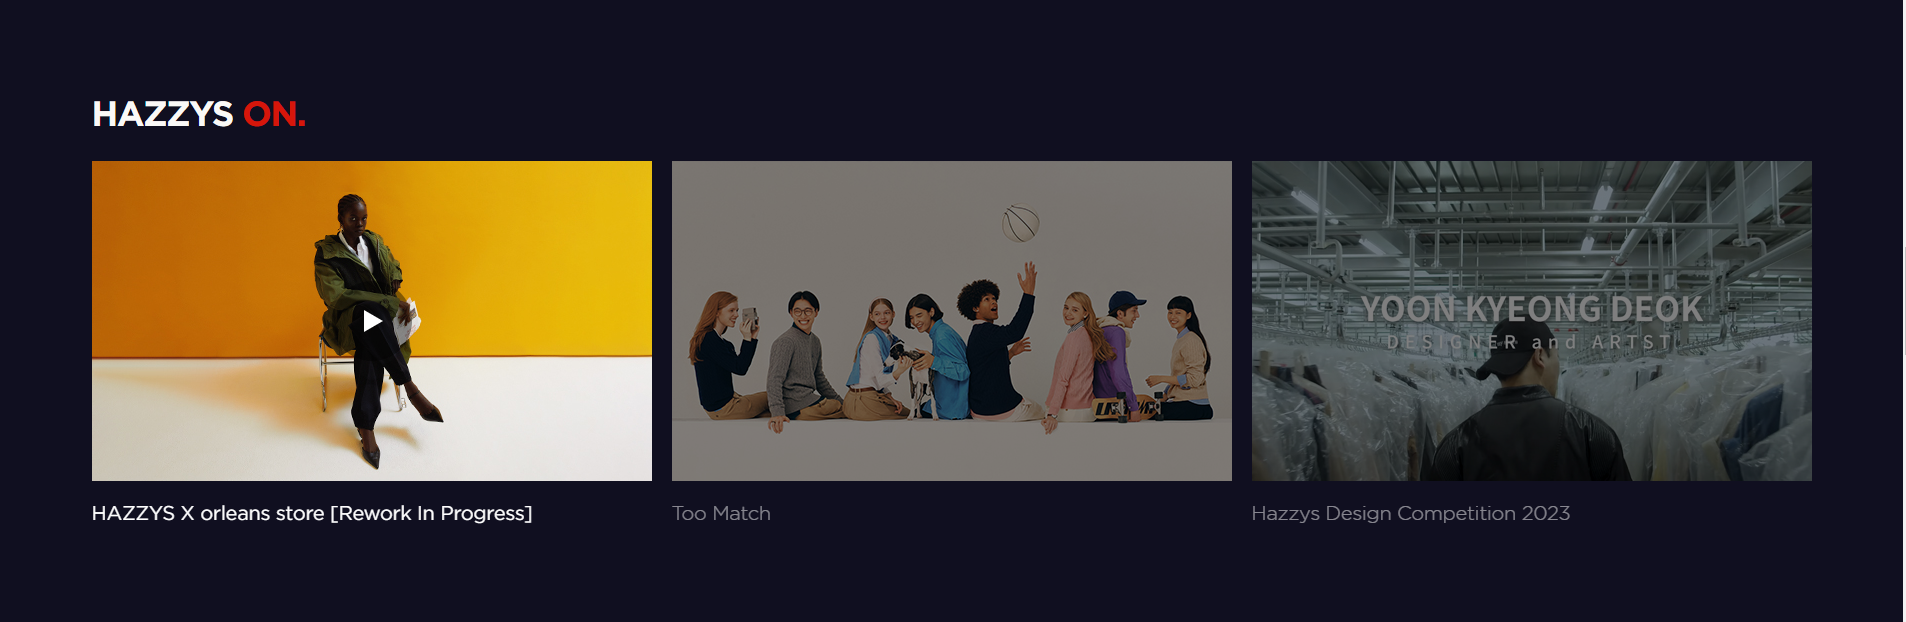 HAZZYS ON.
YOON KYEONG DEOK
DESIGNER and ARTST
HAZZYS X orleans store [Rework In Progress]
Too Match
Hazzys Design Competition 2023